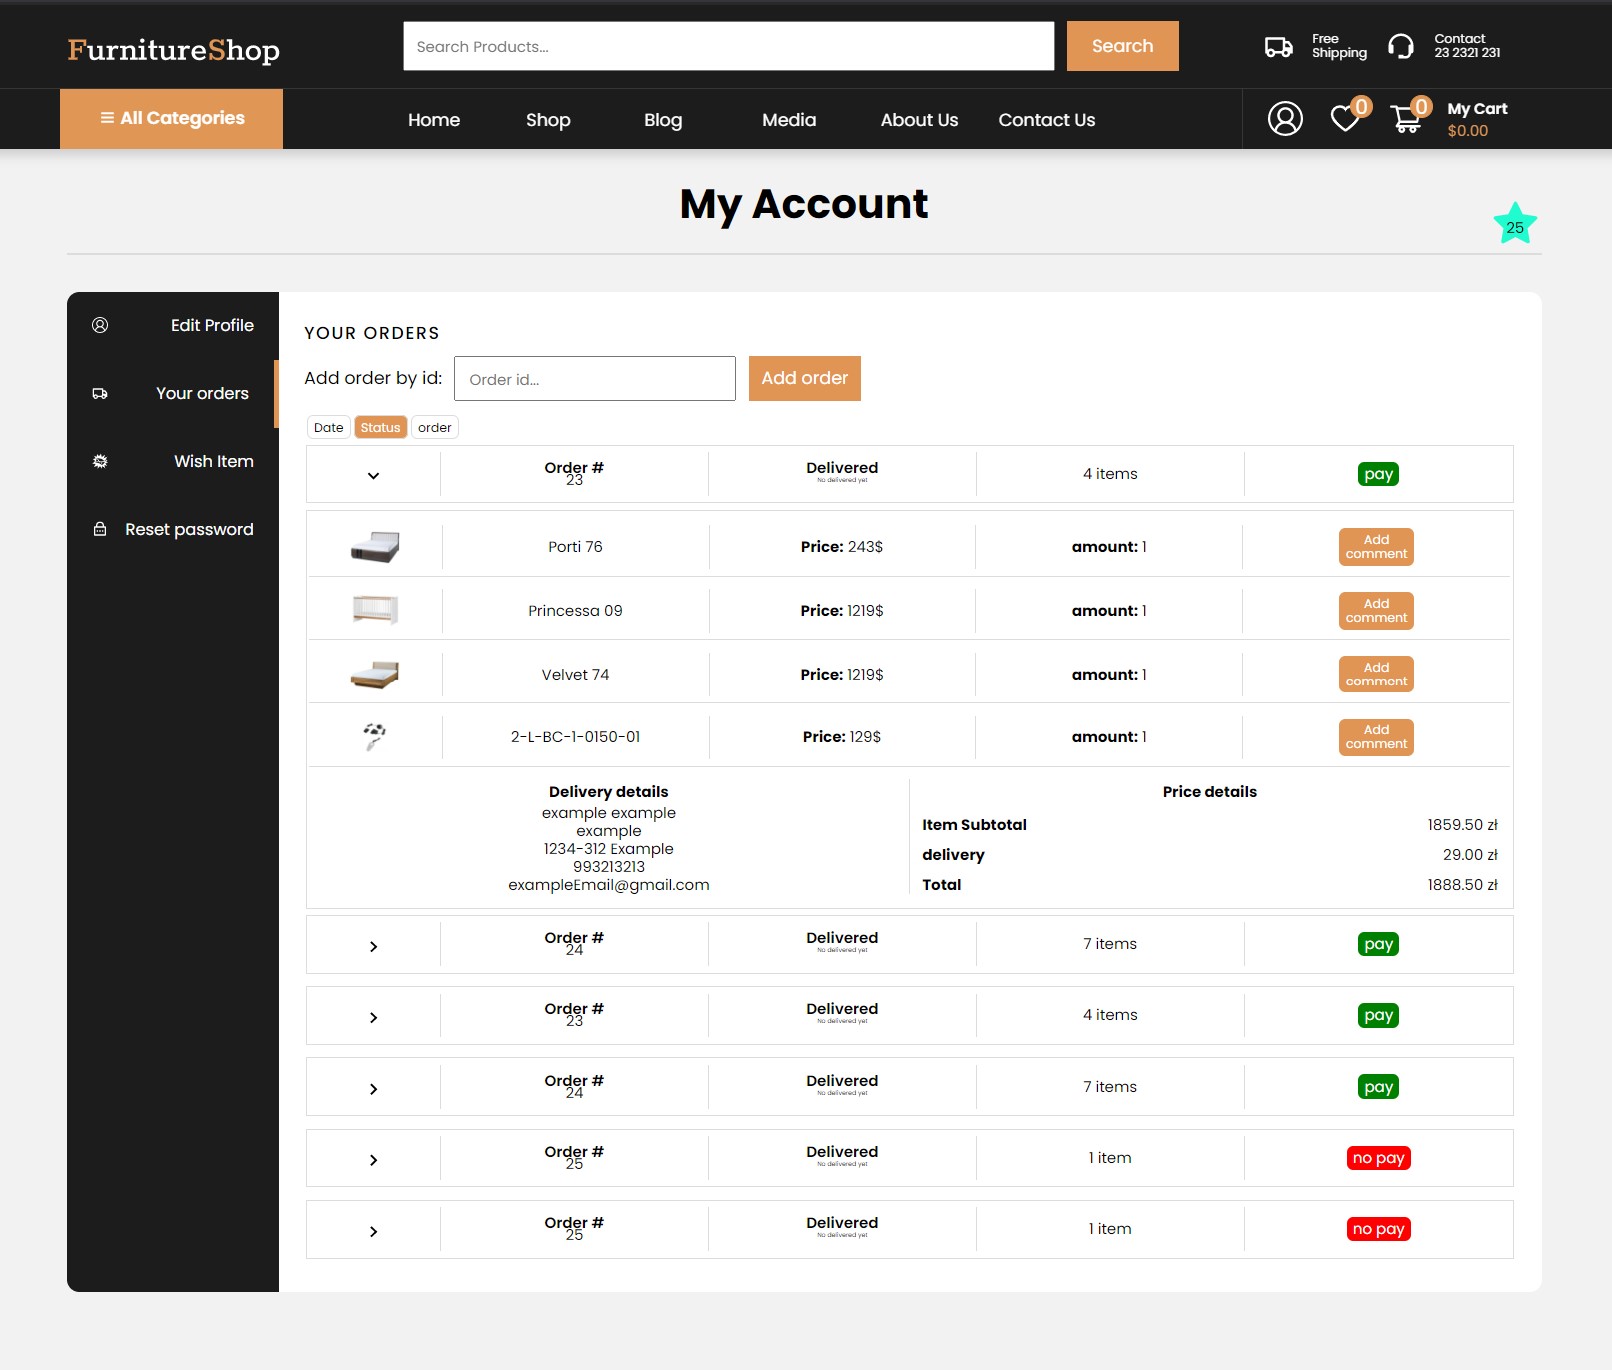 FurnitureShop
Search Products...
Search
Free
Shipping
Contact
23 2321 231
All Categories
Home
Shop
Blog
Media
About Us
Contact Us
0
0
My Cart
$0.00
My Account
25
Edit Profile
Your orders
Wish Item
Reset password
YOUR ORDERS
Add order by id:
Order id...
Add order
Date
Status
order
Order #
23
Delivered
No delivered yet
4 items
pay
Porti 76
Price: 243$
amount: 1
Add
comment
Princessa 09
Price: 1219$
amount: 1
Add
comment
Velvet 74
Price: 1219$
amount: 1
Add
comment
2-L-BC-1-0150-01
Price: 129$
amount: 1
Add
comment
Delivery details
example example
example
1234-312 Example
993213213
exampleEmail@gmail.com
Price details
Item Subtotal 1859.50 zł
delivery 29.00 zł
Total 1888.50 zł
Order #
24
Delivered
No delivered yet
7 items
pay
Order #
23
Delivered
No delivered yet
4 items
pay
Order #
24
Delivered
No delivered yet
7 items
pay
Order #
25
Delivered
No delivered yet
1 item
no pay
Order #
25
Delivered
No delivered yet
1 item
no pay